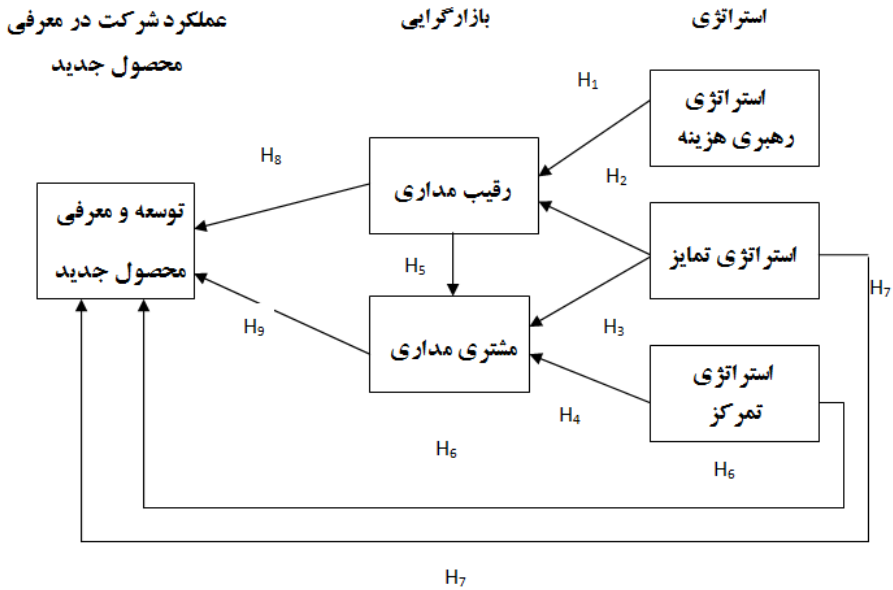 استراتژی
بازارگرایی
عملکرد شرکت در معرفی
محصول جدید
استراتژی
رهبری هزینه
H₁
رقیب مداری
H₂
H₈
توسعه و معرفی
محصول جدید
استراتژی تمایز
H₅
H₇
مشتری مداری
H₃
H₉
استراتژی
تمرکز
H₄
H₆
H₆
H₇